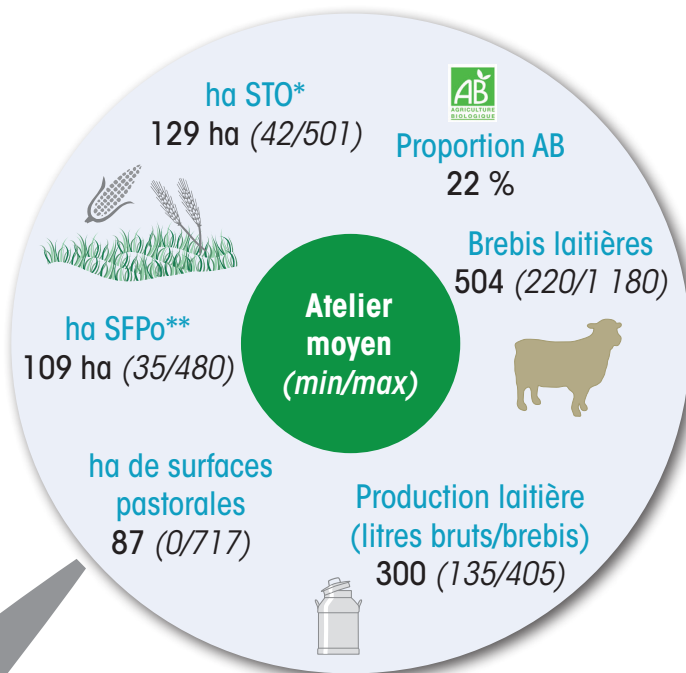 ha STO*
129 ha (42/501)
AB
AGRICULTURE
BIOLOGIQUE
Proportion AB
22 %
Brebis laitières
504 (220/1 180)
Atelier
moyen
(min/max)
ha SFPo**
109 ha (35/480)
ha de surfaces
pastorales
87 (0/717)
Production laitière
(litres bruts/brebis)
300 (135/405)